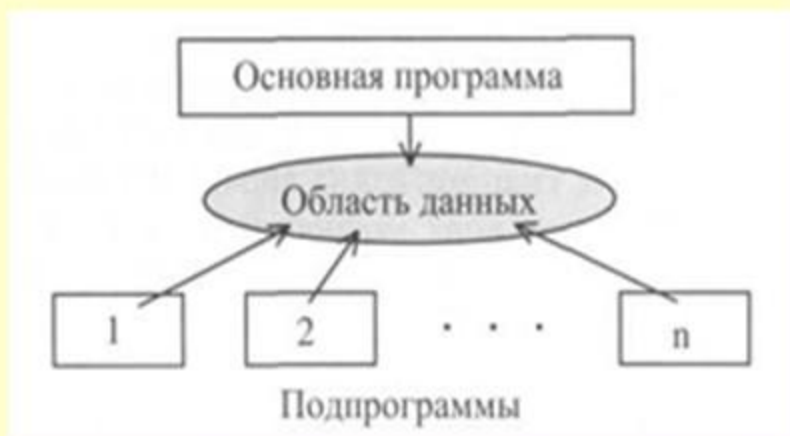 Основная программа
Область данных
1 2 . . . n
Подпрограммы